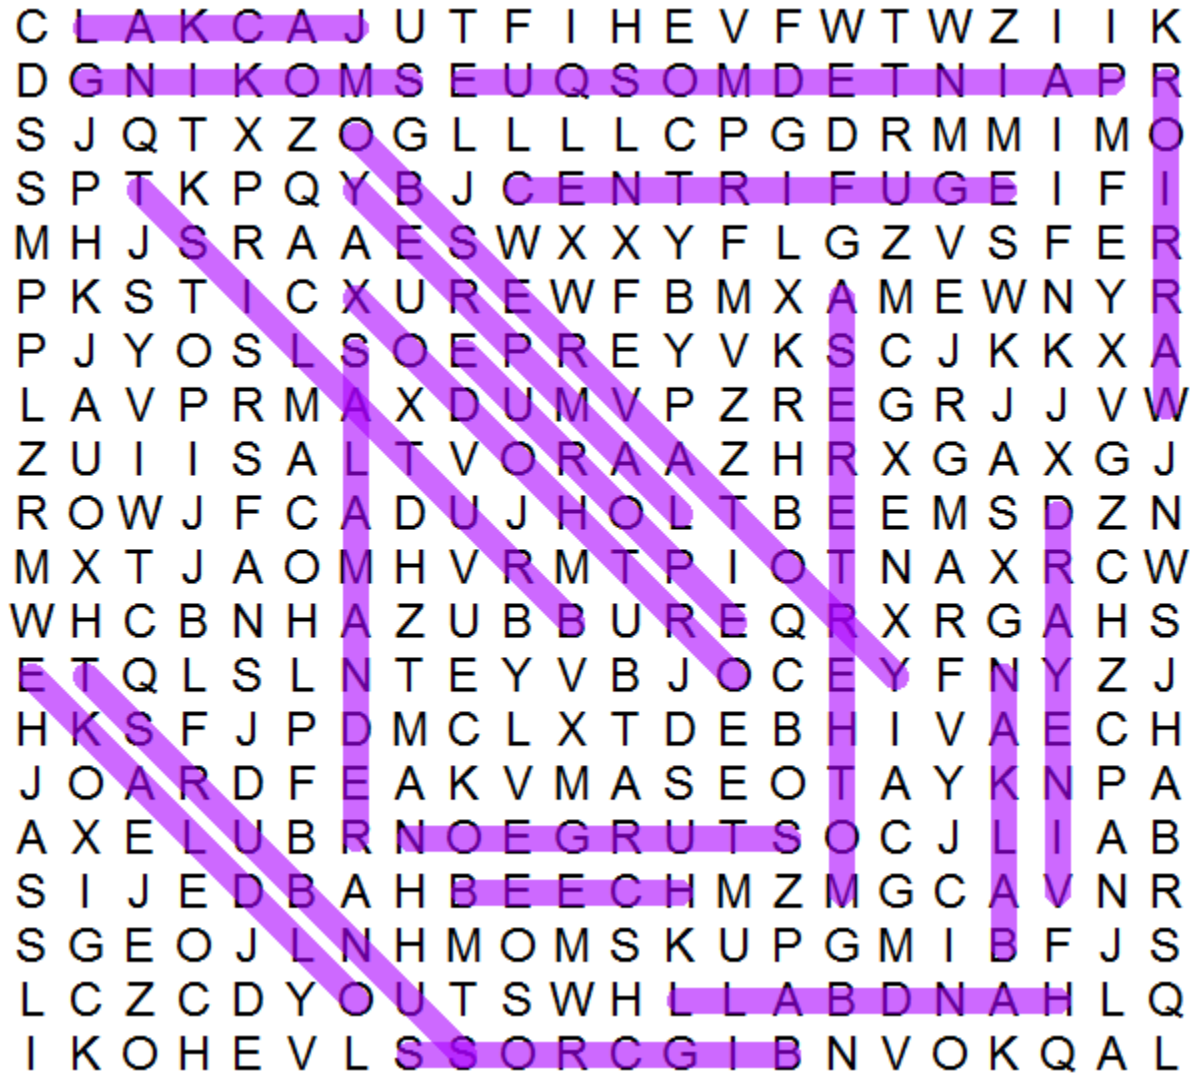 C L A K C A J U T F I H E V F W T W Z I I K
D G N I K O M S E U Q S O M D E T N I A P R
S J Q T X Z O G L L L L C P G D R M M I M O
S P T K P Q Y B J C E N T R I F U G E I F I
M H J S R A A E S W X X Y F L G Z V S F E R
P K S T I C X U R E W F B M X A M E W N Y R
P J Y O S L S O E P R E Y V K S C J K K X A
L A V P R M A X D U M V P Z R E G R J J V W
Z U I I S A L T V O R A A Z H R X G A X G J
R O W J F C A D U J H O L T B E E M S D Z N
M X T J A O M H V R M T P I O T N A X R C W
W H C B N H A Z U B B U R E Q R X R G A H S
E T Q L S L N T E Y V B J O C E Y F N Y Z J
H K S F J P D M C L X T D E B H I V A E C H
J O A R D F E A K V M A S E O T A Y K N P A
A X E L U B R N O E G R U T S O C J L I A B
S I J E D B A H B E E C H M Z M G C A V N R
S G E O J L N H M O M S K U P G M I B F J S
L C Z C D Y O U T S W H L L A B D N A H L Q
I K O H E V L S S O R C G I B N V O K Q A L